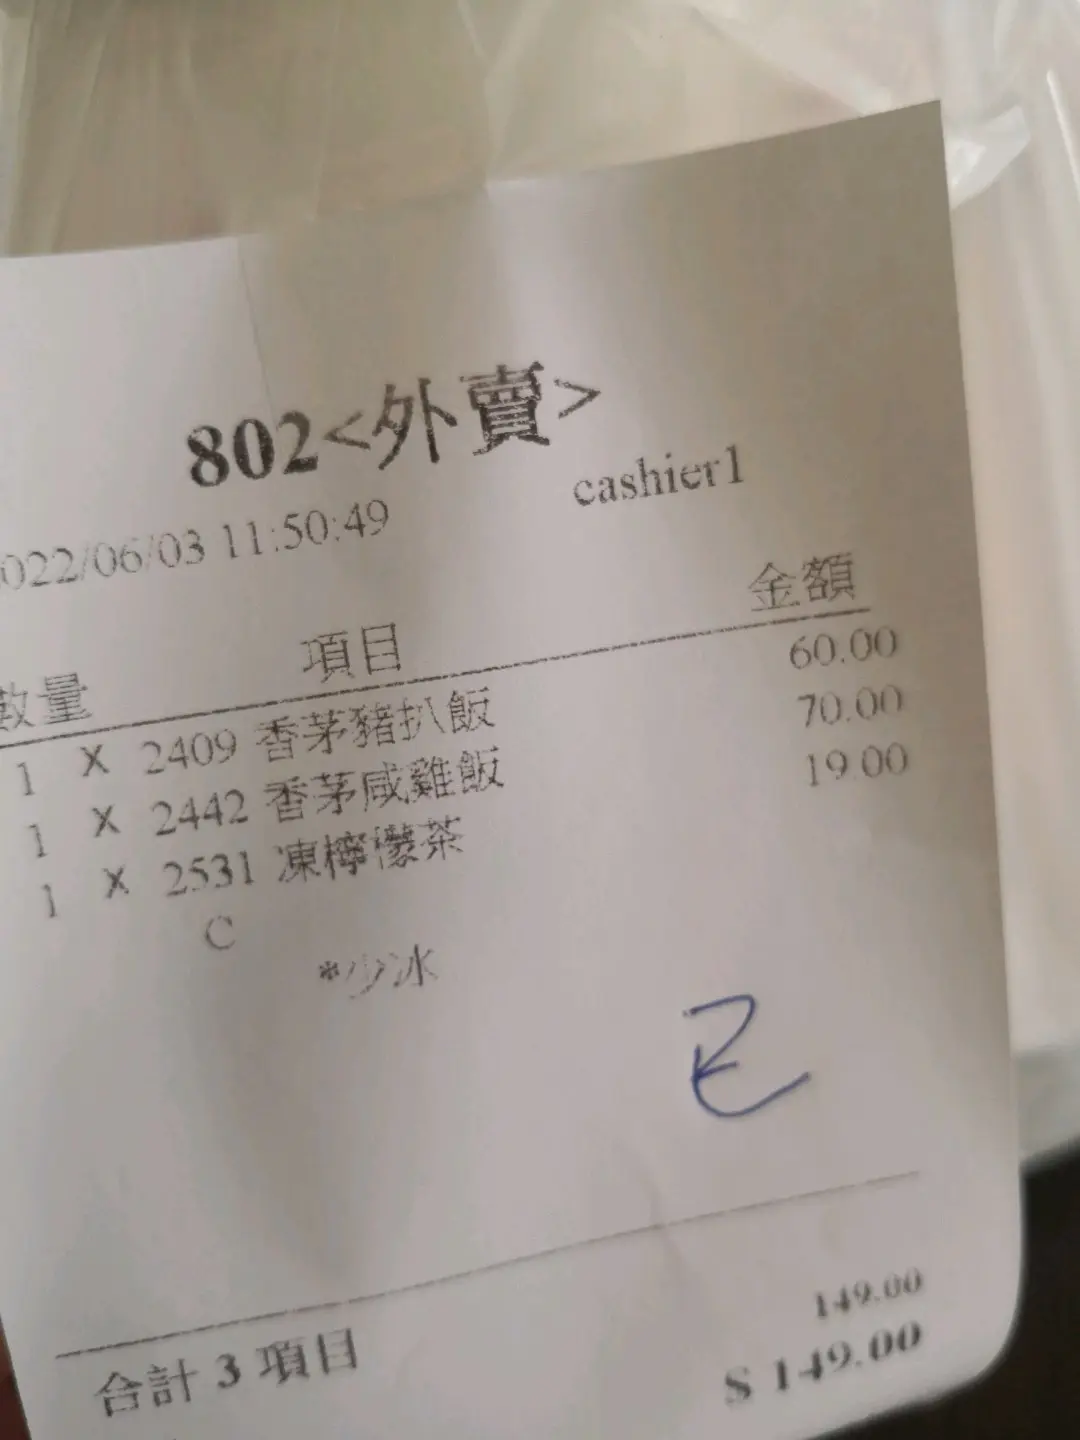 802<外賣>
022/06/03 11:50:49 cashier1
數量 項目 金額
1 X 2409 香茅豬扒飯 60.00
1 X 2442 香茅咸雞飯 70.00
1 X 2531 凍檸檬茶 19.00
C
*少冰
合計 3 項目 149.00
$ 149.00